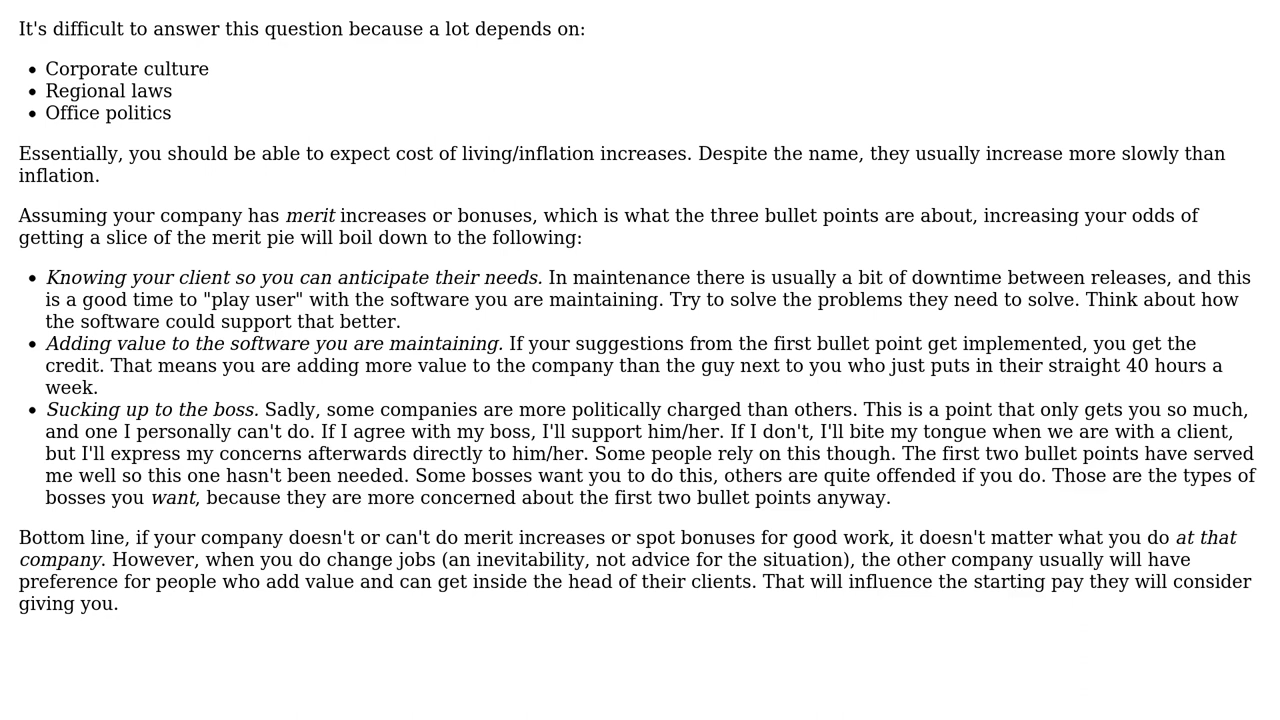 It's difficult to answer this question because a lot depends on:
• Corporate culture
• Regional laws
• Office politics
Essentially, you should be able to expect cost of living/inflation increases. Despite the name, they usually increase more slowly than
inflation.
Assuming your company has merit increases or bonuses, which is what the three bullet points are about, increasing your odds of
getting a slice of the merit pie will boil down to the following:
• Knowing your client so you can anticipate their needs. In maintenance there is usually a bit of downtime between releases, and this
is a good time to "play user" with the software you are maintaining. Try to solve the problems they need to solve. Think about how
the software could support that better.
• Adding value to the software you are maintaining. If your suggestions from the first bullet point get implemented, you get the
credit. That means you are adding more value to the company than the guy next to you who just puts in their straight 40 hours a
week.
• Sucking up to the boss. Sadly, some companies are more politically charged than others. This is a point that only gets you so much,
and one I personally can't do. If I agree with my boss, I'll support him/her. If I don't, I'll bite my tongue when we are with a client,
but I'll express my concerns afterwards directly to him/her. Some people rely on this though. The first two bullet points have served
me well so this one hasn't been needed. Some bosses want you to do this, others are quite offended if you do. Those are the types of
bosses you want, because they are more concerned about the first two bullet points anyway.
Bottom line, if your company doesn't or can't do merit increases or spot bonuses for good work, it doesn't matter what you do at that
company. However, when you do change jobs (an inevitability, not advice for the situation), the other company usually will have
preference for people who add value and can get inside the head of their clients. That will influence the starting pay they will consider
giving you.